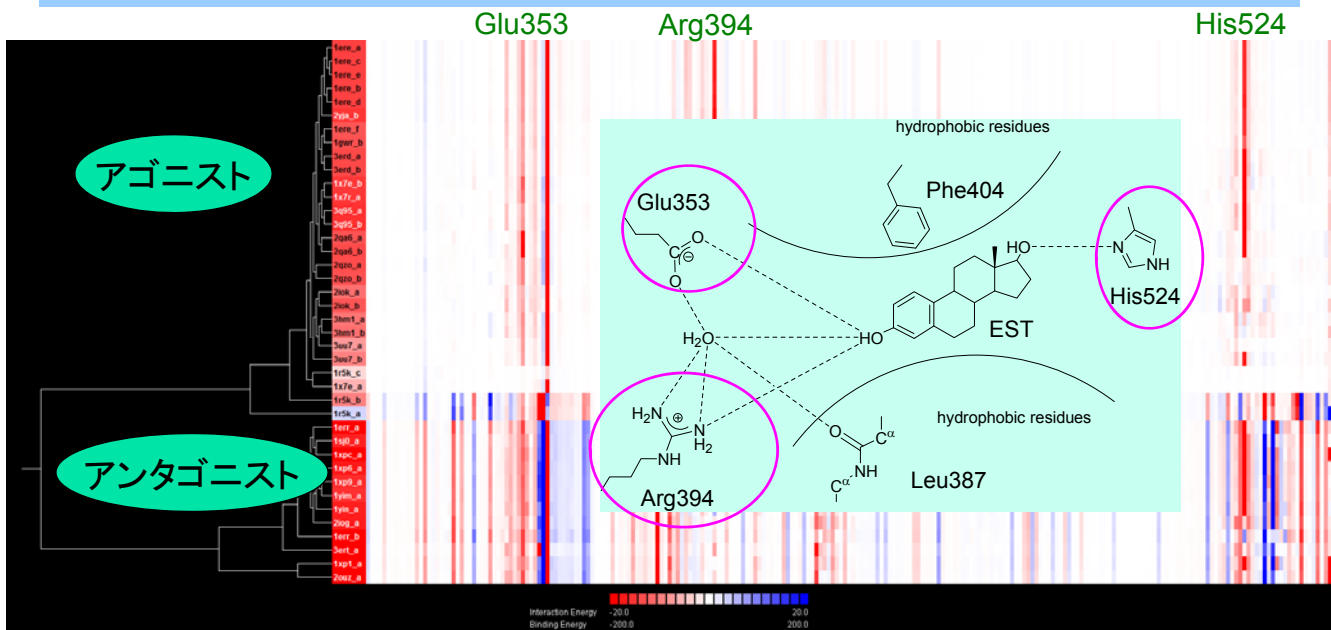 Glu353
Arg394
His524
1ere_a
1ere_c
1ere_e
1ere_b
1ere_d
2yja_b
1ere_f
1gwr_b
3erd_a
3erd_b
1x7e_b
1x7r_a
3q95_a
3q95_b
2qa6_a
2qa6_b
2qzo_a
2qzo_b
2iok_a
2iok_b
3hm1_a
3hm1_b
3uu7_a
3uu7_b
1r5k_c
1x7e_a
1r5k_b
1r5k_a
1err_a
1sj0_a
1xpc_a
1xp6_a
1xp9_a
1yim_a
1yin_a
2iog_a
1err_b
3ert_a
1xp1_a
2ouz_a
アゴニスト
アンタゴニスト
hydrophobic residues
Phe404
Glu353
O
C
⊖
O
HO
N
NH
His524
EST
H₂O
HO
H₂N
⊕
NH₂
NH
Arg394
hydrophobic residues
O
Cα
NH
Cα
Leu387
Interaction Energy -20.0 20.0
Binding Energy -200.0 200.0